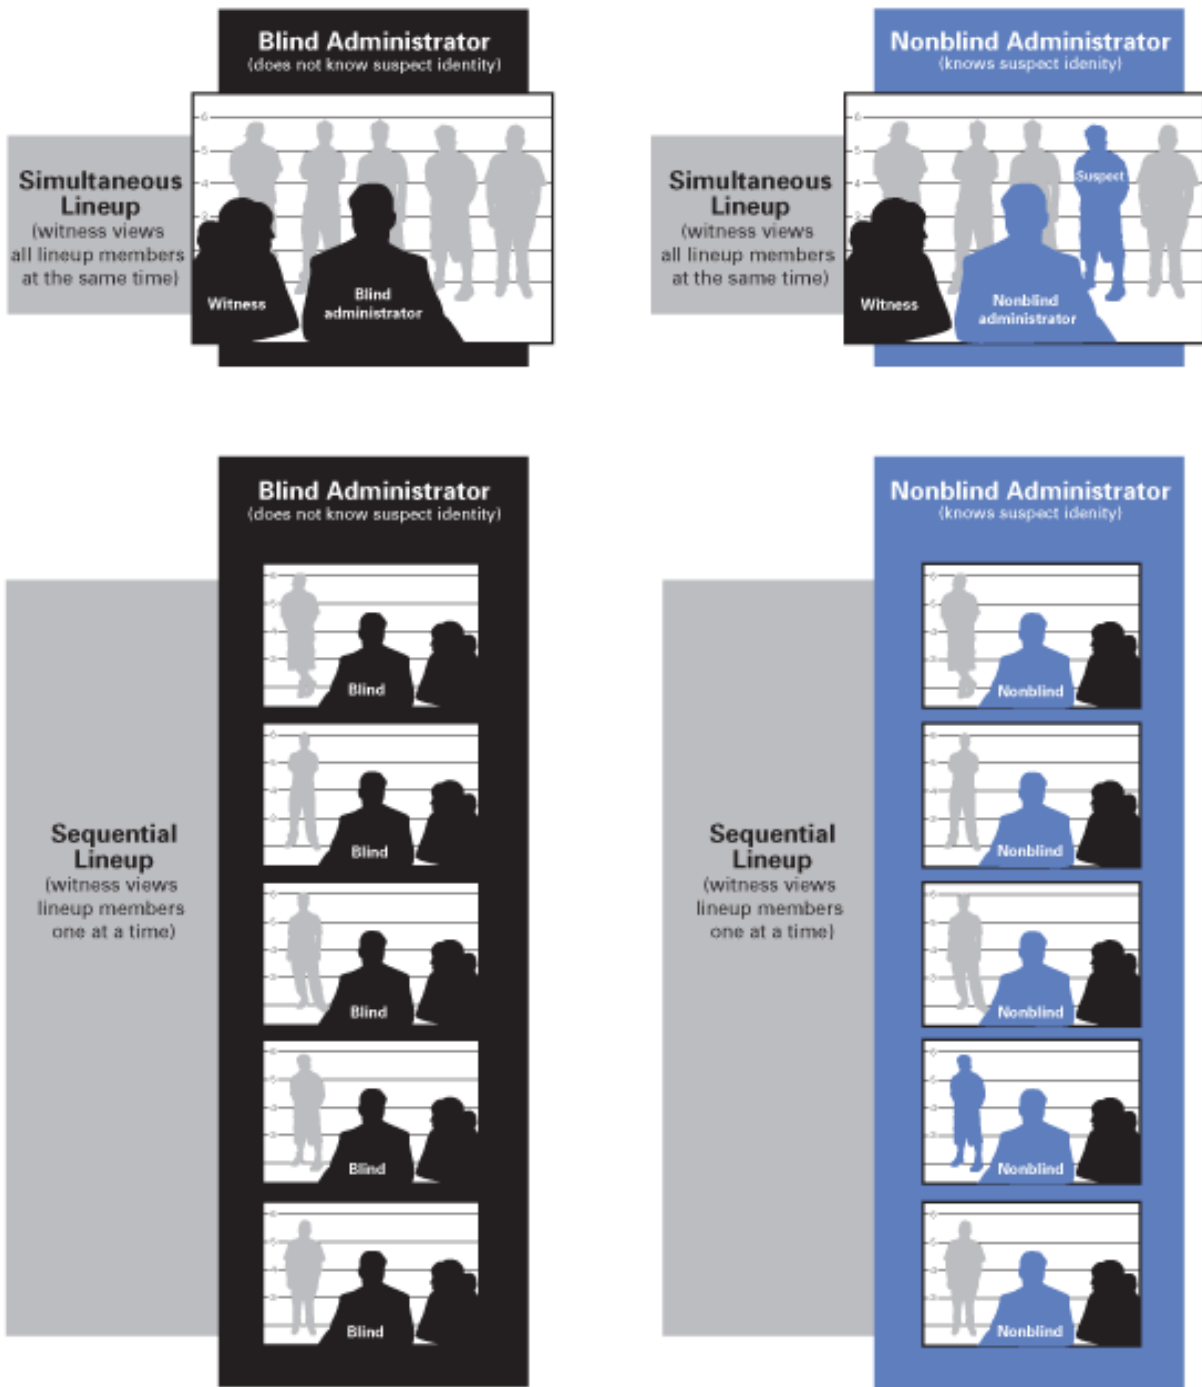 Blind Administrator
(does not know suspect identity)
Simultaneous
Lineup
(witness views
all lineup members
at the same time)
6
5
4
Witness
Blind
administrator
Nonblind Administrator
(knows suspect idenity)
Simultaneous
Lineup
(witness views
all lineup members
at the same time)
Suspect
Witness
Nonblind
administrator
Blind Administrator
(does not know suspect identity)
Sequential
Lineup
(witness views
lineup members
one at a time)
Blind
Blind
Blind
Blind
Blind
Nonblind Administrator
(knows suspect idenity)
Sequential
Lineup
(witness views
lineup members
one at a time)
Nonblind
Nonblind
Nonblind
Nonblind
Nonblind